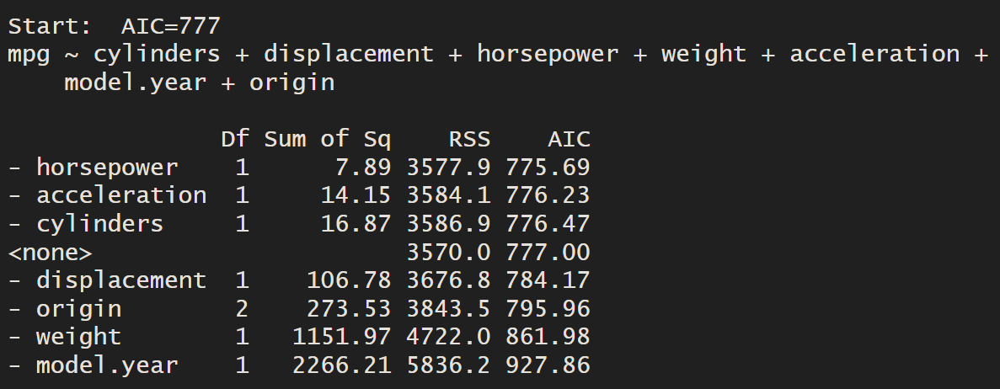 Start:  AIC=777
mpg ~ cylinders + displacement + horsepower + weight + acceleration +
    model.year + origin

               Df Sum of Sq    RSS    AIC
- horsepower    1      7.89 3577.9 775.69
- acceleration  1     14.15 3584.1 776.23
- cylinders     1     16.87 3586.9 776.47
<none>                      3570.0 777.00
- displacement  1    106.78 3676.8 784.17
- origin        2    273.53 3843.5 795.96
- weight        1   1151.97 4722.0 861.98
- model.year    1   2266.21 5836.2 927.86